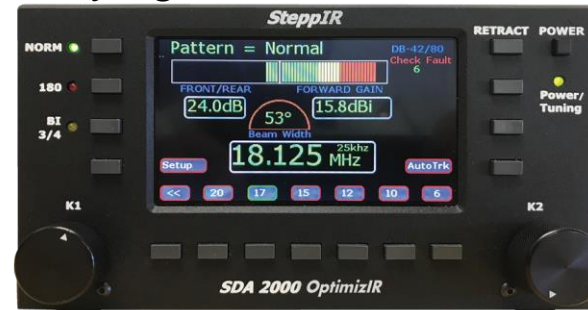 SteppIR
RETRACT POWER
NORM
Pattern = Normal
DB-42/80
Check Fault
6
FRONT/REAR
FORWARD GAIN
180
24.0dB
15.8dBi
Power/
Tuning
53°
Beam Width
BI
3/4
18.125 MHz
25khz
Setup
AutoTrk
<< 20 17 15 12 10 6
K1
K2
SDA 2000 OptimizIR